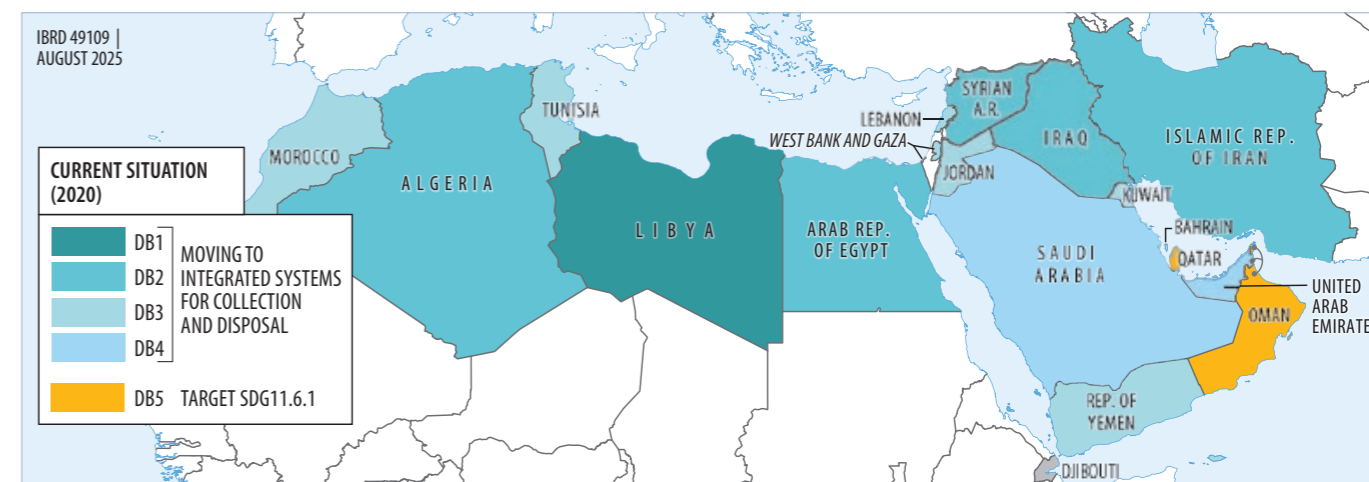 IBRD 49109 |
AUGUST 2025
CURRENT SITUATION
(2020)
DB1
DB2
DB3
DB4
MOVING TO
INTEGRATED SYSTEMS
FOR COLLECTION
AND DISPOSAL
DB5 TARGET SDG11.6.1
MOROCCO
ALGERIA
TUNISIA
LIBYA
ARAB REP.
OF EGYPT
WEST BANK AND GAZA
LEBANON
SYRIAN
A.R.
JORDAN
IRAQ
ISLAMIC REP.
OF IRAN
KUWAIT
BAHRAIN
QATAR
SAUDI
ARABIA
UNITED
ARAB
EMIRATE
OMAN
REP. OF
YEMEN
DJIBOUTI